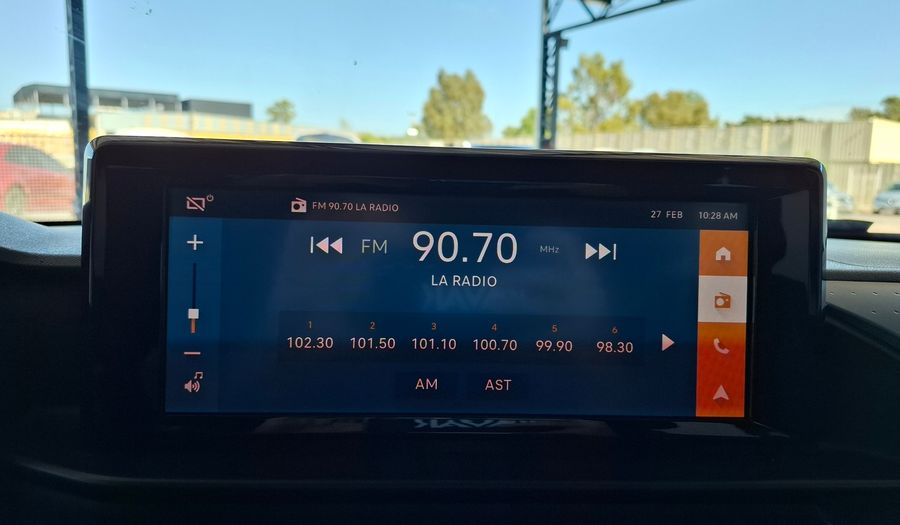 FM 90.70 LA RADIO
27 FEB 10:28 AM
FM 90.70 MHz
LA RADIO
1 2 3 4 5 6
102.30 101.50 101.10 100.70 99.90 98.30
AM AST